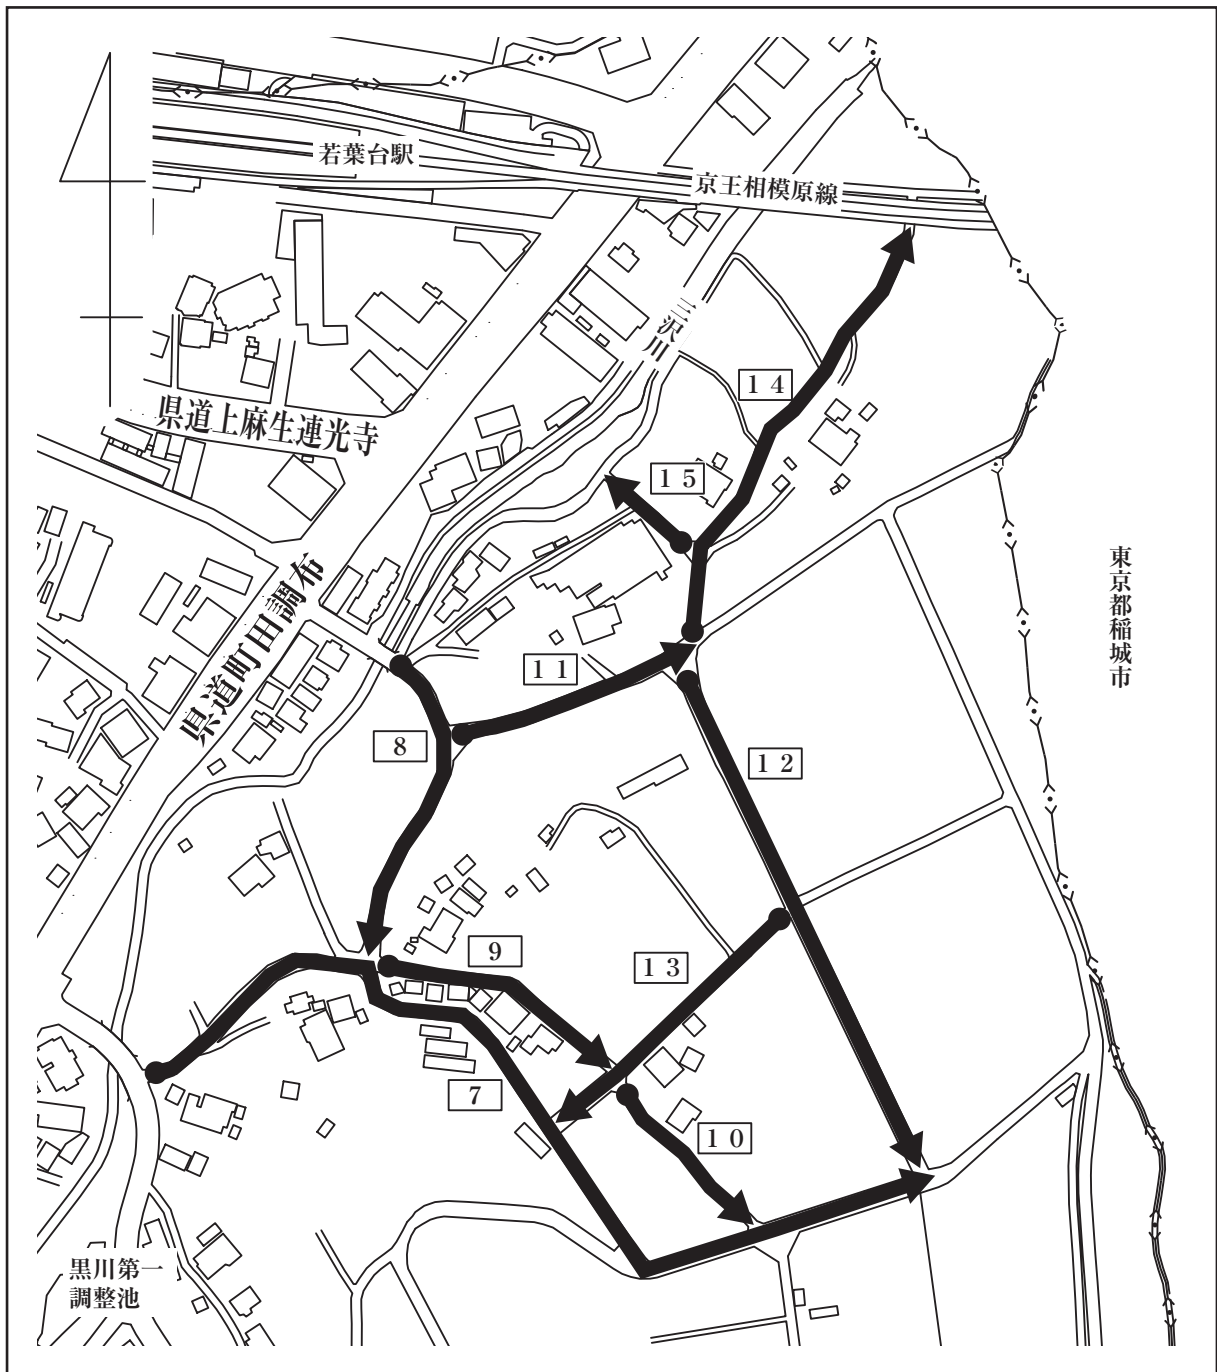 若葉台駅
京王相模原線
三沢川
14
県道上麻生連光寺
15
東京都稲城市
県道町田調布
11
8
12
9
13
7
10
黒川第一
調整池